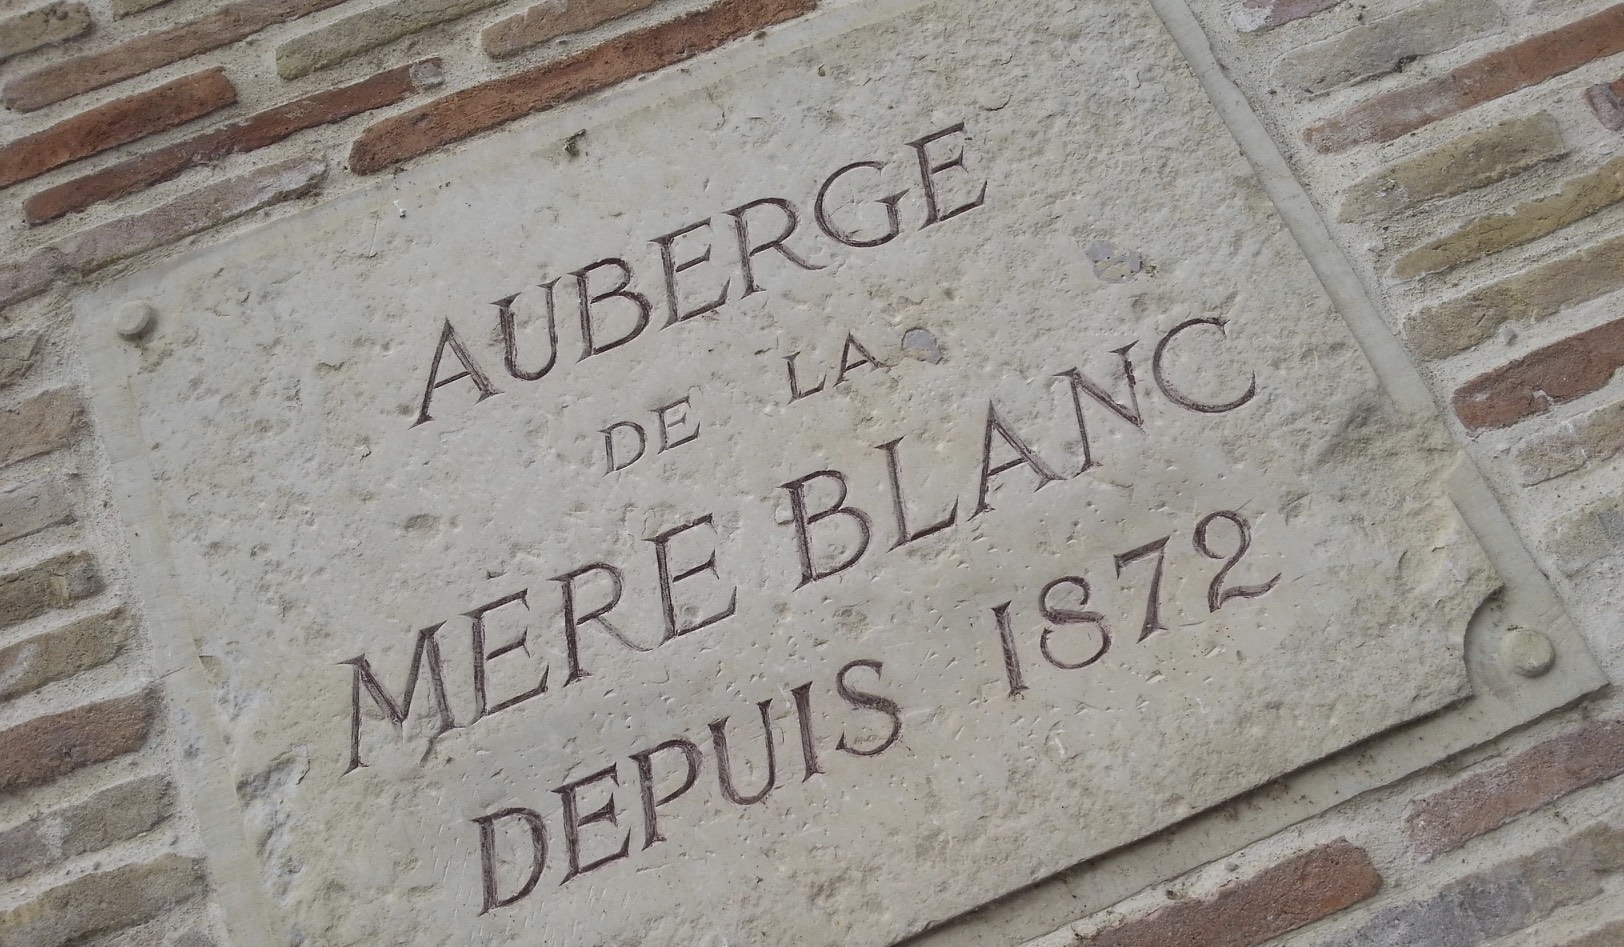 AUBERGE
DE LA
MÈRE BLANC
DEPUIS 1872